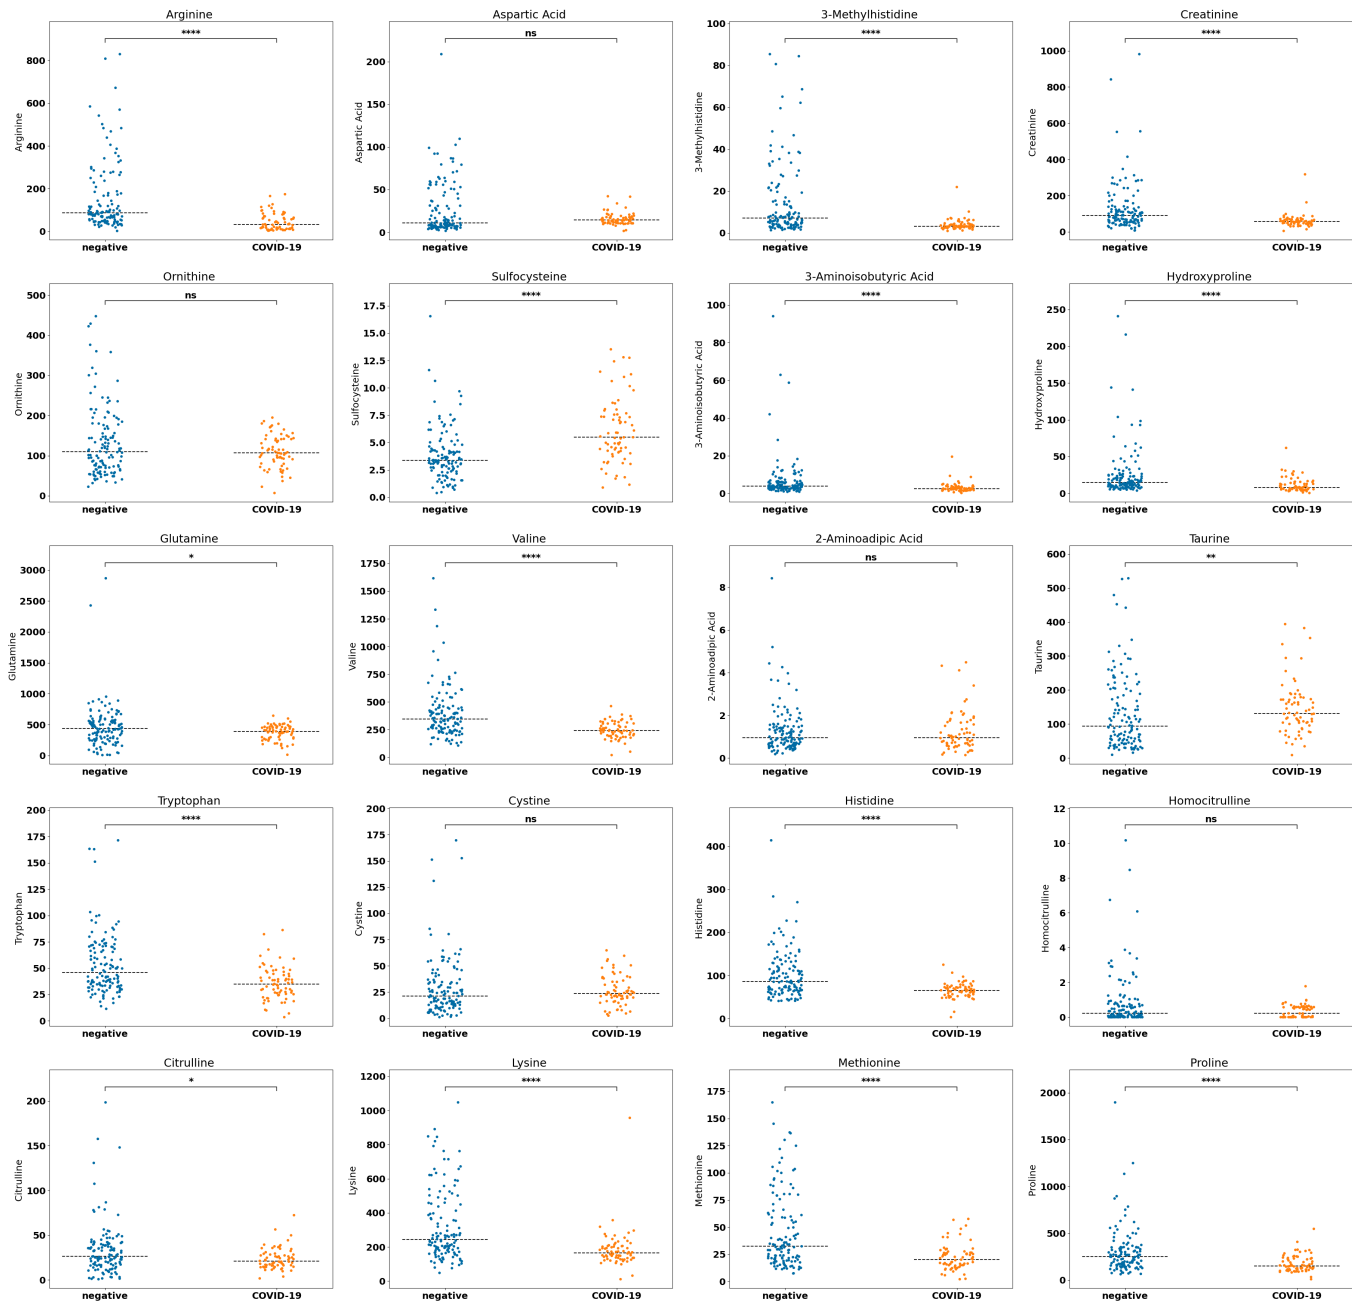 Arginine
****
800
600
400
200
0
Arginine
negative COVID-19
Aspartic Acid
ns
200
150
100
50
0
Aspartic Acid
negative COVID-19
3-Methylhistidine
****
100
80
60
40
20
0
3-Methylhistidine
negative COVID-19
Creatinine
****
1000
800
600
400
200
0
Creatinine
negative COVID-19
Ornithine
ns
500
400
300
200
100
0
Ornithine
negative COVID-19
Sulfocysteine
****
17.5
15.0
12.5
10.0
7.5
5.0
2.5
0.0
Sulfocysteine
negative COVID-19
3-Aminoisobutyric Acid
****
100
80
60
40
20
0
3-Aminoisobutyric Acid
negative COVID-19
Hydroxyproline
****
250
200
150
100
50
0
Hydroxyproline
negative COVID-19
Glutamine
*
3000
2500
2000
1500
1000
500
0
Glutamine
negative COVID-19
Valine
****
1750
1500
1250
1000
750
500
250
0
Valine
negative COVID-19
2-Aminoadipic Acid
ns
8
6
4
2
0
2-Aminoadipic Acid
negative COVID-19
Taurine
**
600
500
400
300
200
100
0
Taurine
negative COVID-19
Tryptophan
****
200
175
150
125
100
75
50
25
0
Tryptophan
negative COVID-19
Cystine
ns
200
175
150
125
100
75
50
25
0
Cystine
negative COVID-19
Histidine
****
400
300
200
100
0
Histidine
negative COVID-19
Homocitrulline
ns
12
10
8
6
4
2
0
Homocitrulline
negative COVID-19
Citrulline
*
200
150
100
50
0
Citrulline
negative COVID-19
Lysine
****
1200
1000
800
600
400
200
0
Lysine
negative COVID-19
Methionine
****
175
150
125
100
75
50
25
0
Methionine
negative COVID-19
Proline
****
2000
1500
1000
500
0
Proline
negative COVID-19